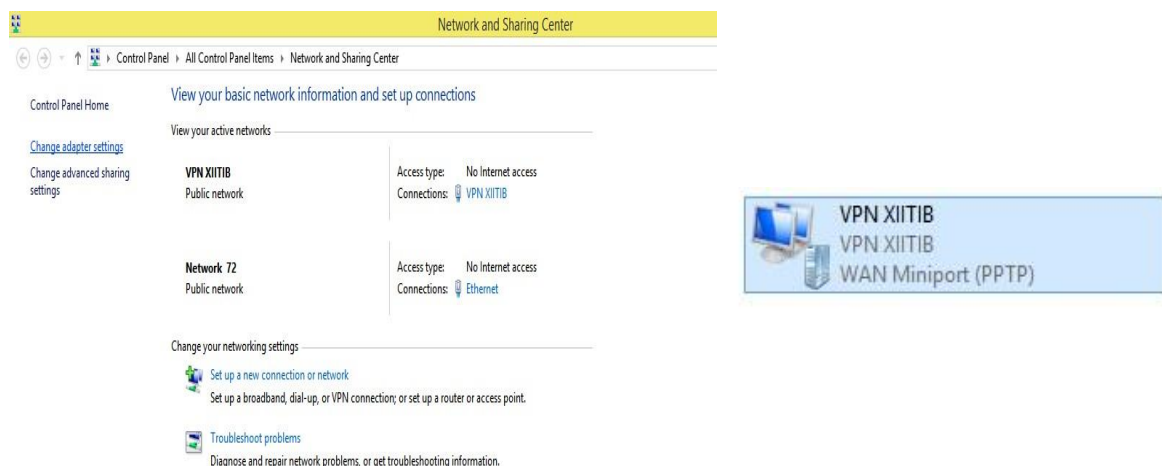 Network and Sharing Center
Control Panel ▸ All Control Panel Items ▸ Network and Sharing Center
Control Panel Home
Change adapter settings
Change advanced sharing
settings
View your basic network information and set up connections
View your active networks
VPN XIITIB
Public network
Access type: No Internet access
Connections: VPN XIITIB
Network 72
Public network
Access type: No Internet access
Connections: Ethernet
Change your networking settings
Set up a new connection or network
Set up a broadband, dial-up, or VPN connection; or set up a router or access point.
Troubleshoot problems
Diagnose and repair network problems, or get troubleshooting information.
VPN XIITIB
VPN XIITIB
WAN Miniport (PPTP)